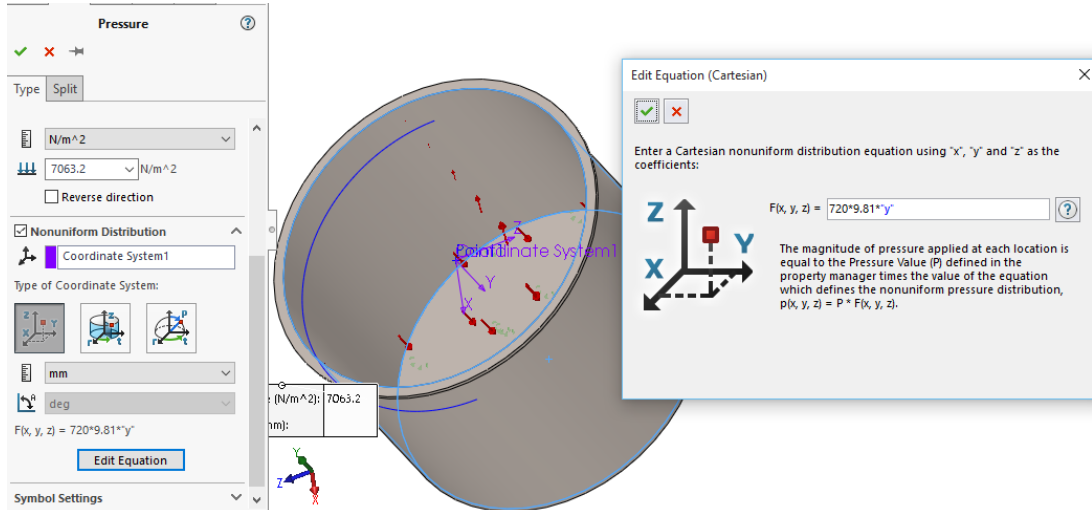 Pressure
Type
Split
N/m^2
7063.2
N/m^2
Reverse direction
Nonuniform Distribution
Coordinate System1
Type of Coordinate System:
mm
deg
F(x, y, z) = 720*9.81*"y"
Edit Equation
Symbol Settings
Z
Coordinate System1
Y
X
(N/m^2): 7063.2
Y
Z
X
Edit Equation (Cartesian)
Enter a Cartesian nonuniform distribution equation using "x", "y" and "z" as the
coefficients:
F(x, y, z) = 720*9.81*"y"
Z
Y
X
The magnitude of pressure applied at each location is
equal to the Pressure Value (P) defined in the
property manager times the value of the equation
which defines the nonuniform pressure distribution,
p(x, y, z) = P * F(x, y, z).